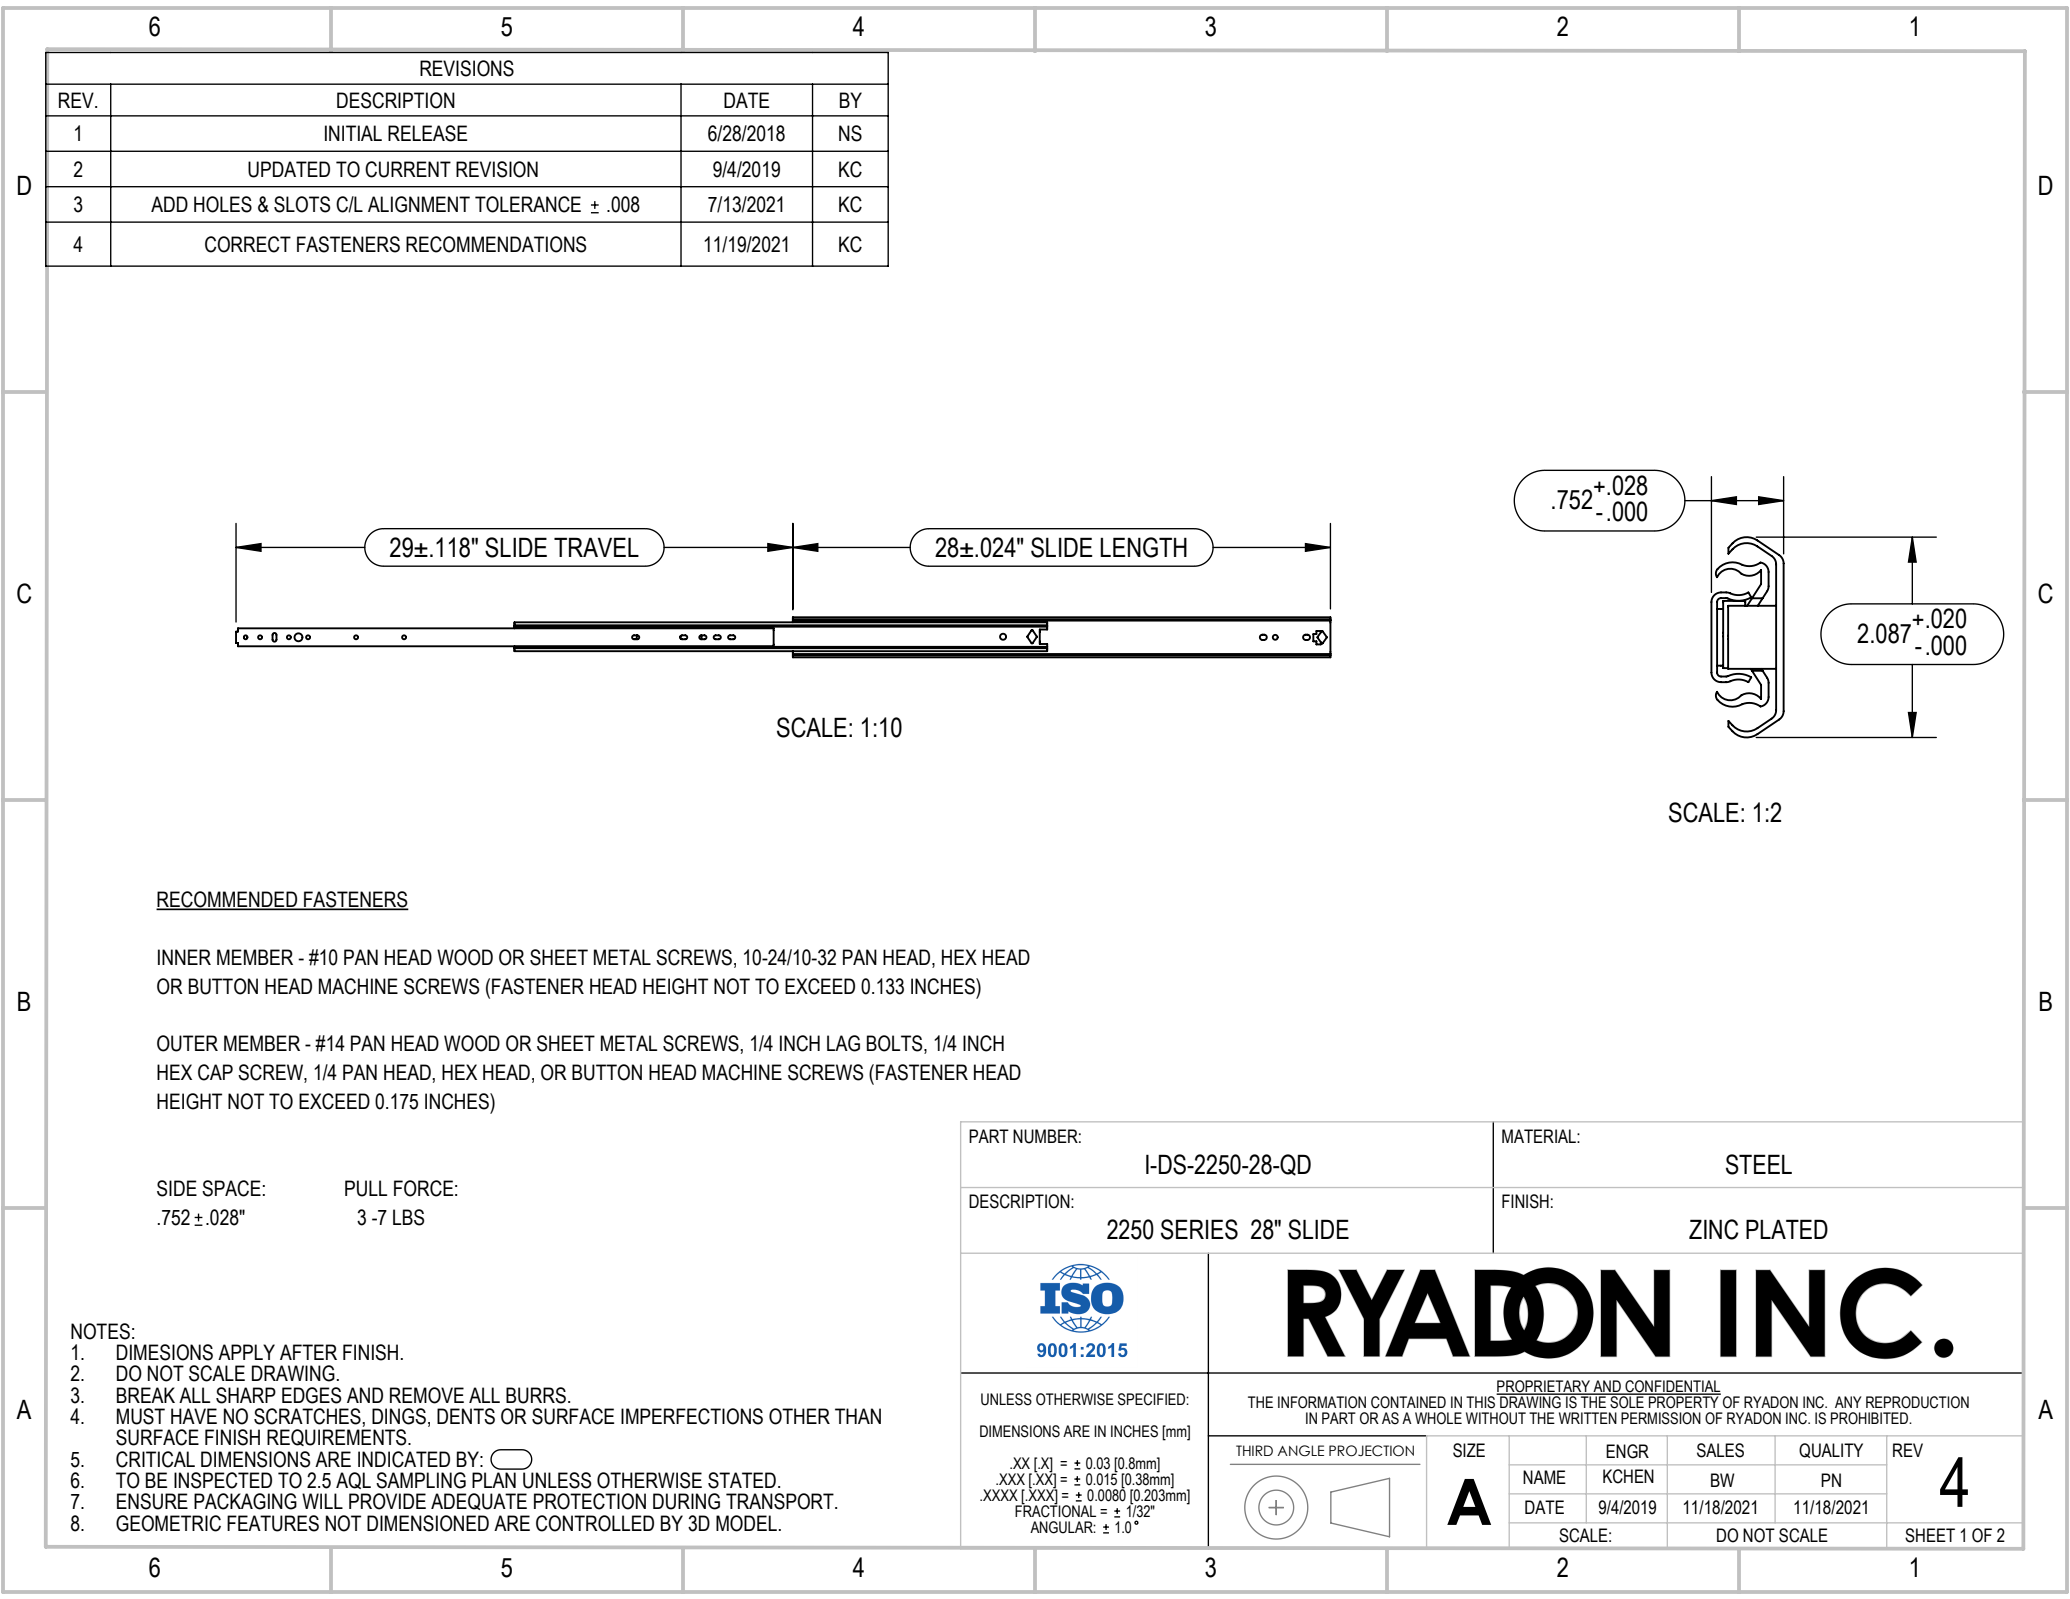 6 5 4 3 2 1
REVISIONS
REV. DESCRIPTION DATE BY
1 INITIAL RELEASE 6/28/2018 NS
2 UPDATED TO CURRENT REVISION 9/4/2019 KC
3 ADD HOLES & SLOTS C/L ALIGNMENT TOLERANCE ± .008 7/13/2021 KC
4 CORRECT FASTENERS RECOMMENDATIONS 11/19/2021 KC
D D
C C
B B
A A
29±.118" SLIDE TRAVEL
28±.024" SLIDE LENGTH
SCALE: 1:10
.752 +.028 -.000
2.087 +.020 -.000
SCALE: 1:2
RECOMMENDED FASTENERS
INNER MEMBER - #10 PAN HEAD WOOD OR SHEET METAL SCREWS, 10-24/10-32 PAN HEAD, HEX HEAD
OR BUTTON HEAD MACHINE SCREWS (FASTENER HEAD HEIGHT NOT TO EXCEED 0.133 INCHES)
OUTER MEMBER - #14 PAN HEAD WOOD OR SHEET METAL SCREWS, 1/4 INCH LAG BOLTS, 1/4 INCH
HEX CAP SCREW, 1/4 PAN HEAD, HEX HEAD, OR BUTTON HEAD MACHINE SCREWS (FASTENER HEAD
HEIGHT NOT TO EXCEED 0.175 INCHES)
SIDE SPACE: PULL FORCE:
.752 ± .028" 3 -7 LBS
NOTES:
1. DIMESIONS APPLY AFTER FINISH.
2. DO NOT SCALE DRAWING.
3. BREAK ALL SHARP EDGES AND REMOVE ALL BURRS.
4. MUST HAVE NO SCRATCHES, DINGS, DENTS OR SURFACE IMPERFECTIONS OTHER THAN
SURFACE FINISH REQUIREMENTS.
5. CRITICAL DIMENSIONS ARE INDICATED BY:
6. TO BE INSPECTED TO 2.5 AQL SAMPLING PLAN UNLESS OTHERWISE STATED.
7. ENSURE PACKAGING WILL PROVIDE ADEQUATE PROTECTION DURING TRANSPORT.
8. GEOMETRIC FEATURES NOT DIMENSIONED ARE CONTROLLED BY 3D MODEL.
PART NUMBER:
I-DS-2250-28-QD
MATERIAL:
STEEL
DESCRIPTION:
2250 SERIES 28" SLIDE
FINISH:
ZINC PLATED
ISO
9001:2015
RYADON INC.
UNLESS OTHERWISE SPECIFIED:
DIMENSIONS ARE IN INCHES [mm]
.XX [.X] = ± 0.03 [0.8mm]
.XXX [.XX] = ± 0.015 [0.38mm]
.XXXX [.XXX] = ± 0.0080 [0.203mm]
FRACTIONAL = ± 1/32"
ANGULAR: ± 1.0°
PROPRIETARY AND CONFIDENTIAL
THE INFORMATION CONTAINED IN THIS DRAWING IS THE SOLE PROPERTY OF RYADON INC. ANY REPRODUCTION
IN PART OR AS A WHOLE WITHOUT THE WRITTEN PERMISSION OF RYADON INC. IS PROHIBITED.
THIRD ANGLE PROJECTION
SIZE
A
ENGR SALES QUALITY
NAME KCHEN BW PN
DATE 9/4/2019 11/18/2021 11/18/2021
SCALE: DO NOT SCALE
REV
4
SHEET 1 OF 2
6 5 4 3 2 1